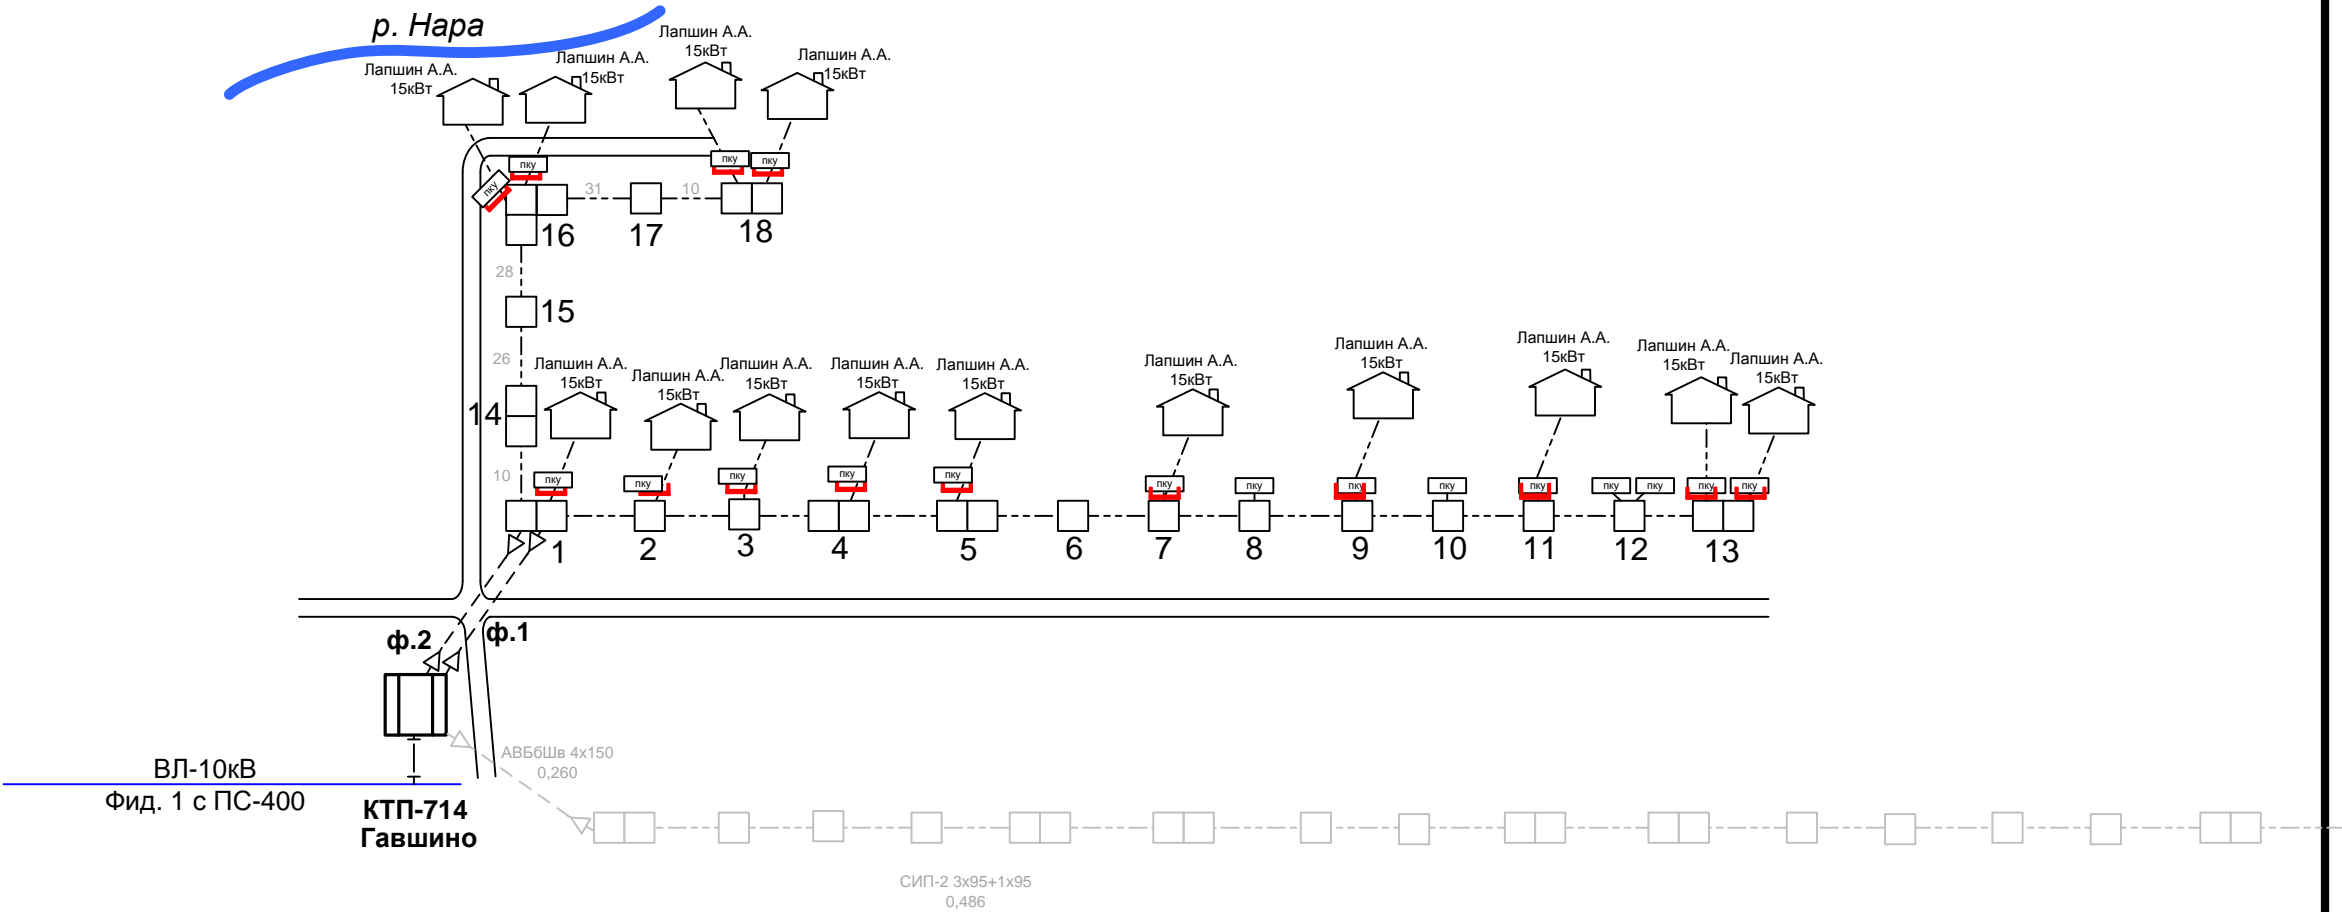 р. Нара
Лапшин А.А.
15кВт
Лапшин А.А.
15кВт
Лапшин А.А.
15кВт
Лапшин А.А.
15кВт
пку
пку
пку
пку
31
10
16
17
18
28
15
26
14
10
Лапшин А.А.
15кВт
Лапшин А.А.
15кВт
Лапшин А.А.
15кВт
Лапшин А.А.
15кВт
Лапшин А.А.
15кВт
Лапшин А.А.
15кВт
Лапшин А.А.
15кВт
Лапшин А.А.
15кВт
Лапшин А.А.
15кВт
Лапшин А.А.
15кВт
пку
пку
пку
пку
пку
пку
пку
пку
пку
пку
пку
пку
пку
пку
1
2
3
4
5
6
7
8
9
10
11
12
13
ф.2
ф.1
АВБбШв 4х150
0,260
ВЛ-10кВ
Фид. 1 с ПС-400
КТП-714
Гавшино
СИП-2 3х95+1х95
0,486